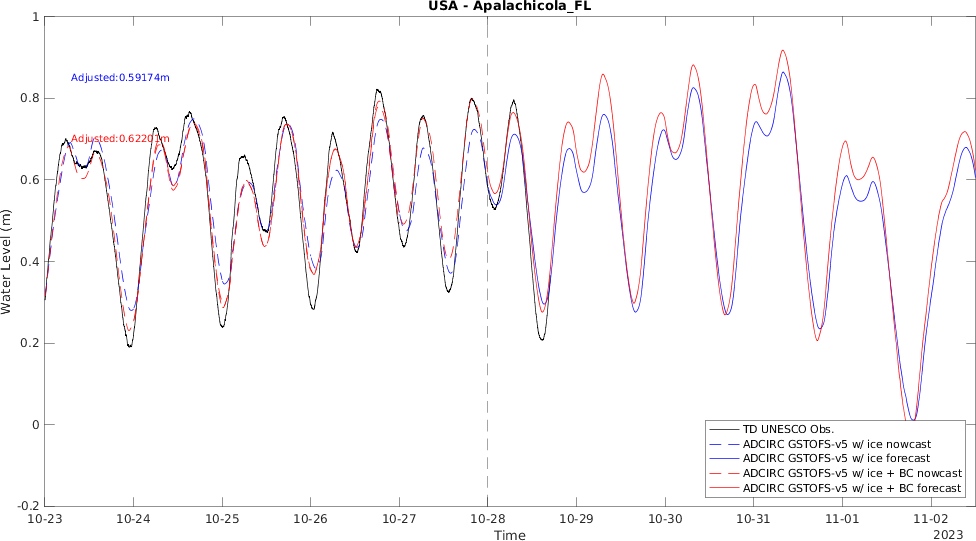 USA - Apalachicola_FL
1
0.8
0.6
0.4
0.2
0
-0.2
Water Level (m)
Adjusted:0.59174m
TD UNESCO Obs.
ADCIRC GSTOFS-v5 w/ ice nowcast
ADCIRC GSTOFS-v5 w/ ice forecast
ADCIRC GSTOFS-v5 w/ ice + BC nowcast
ADCIRC GSTOFS-v5 w/ ice + BC forecast
10-23 10-24 10-25 10-26 10-27 10-28 10-29 10-30 10-31 11-01 11-02
Time
2023